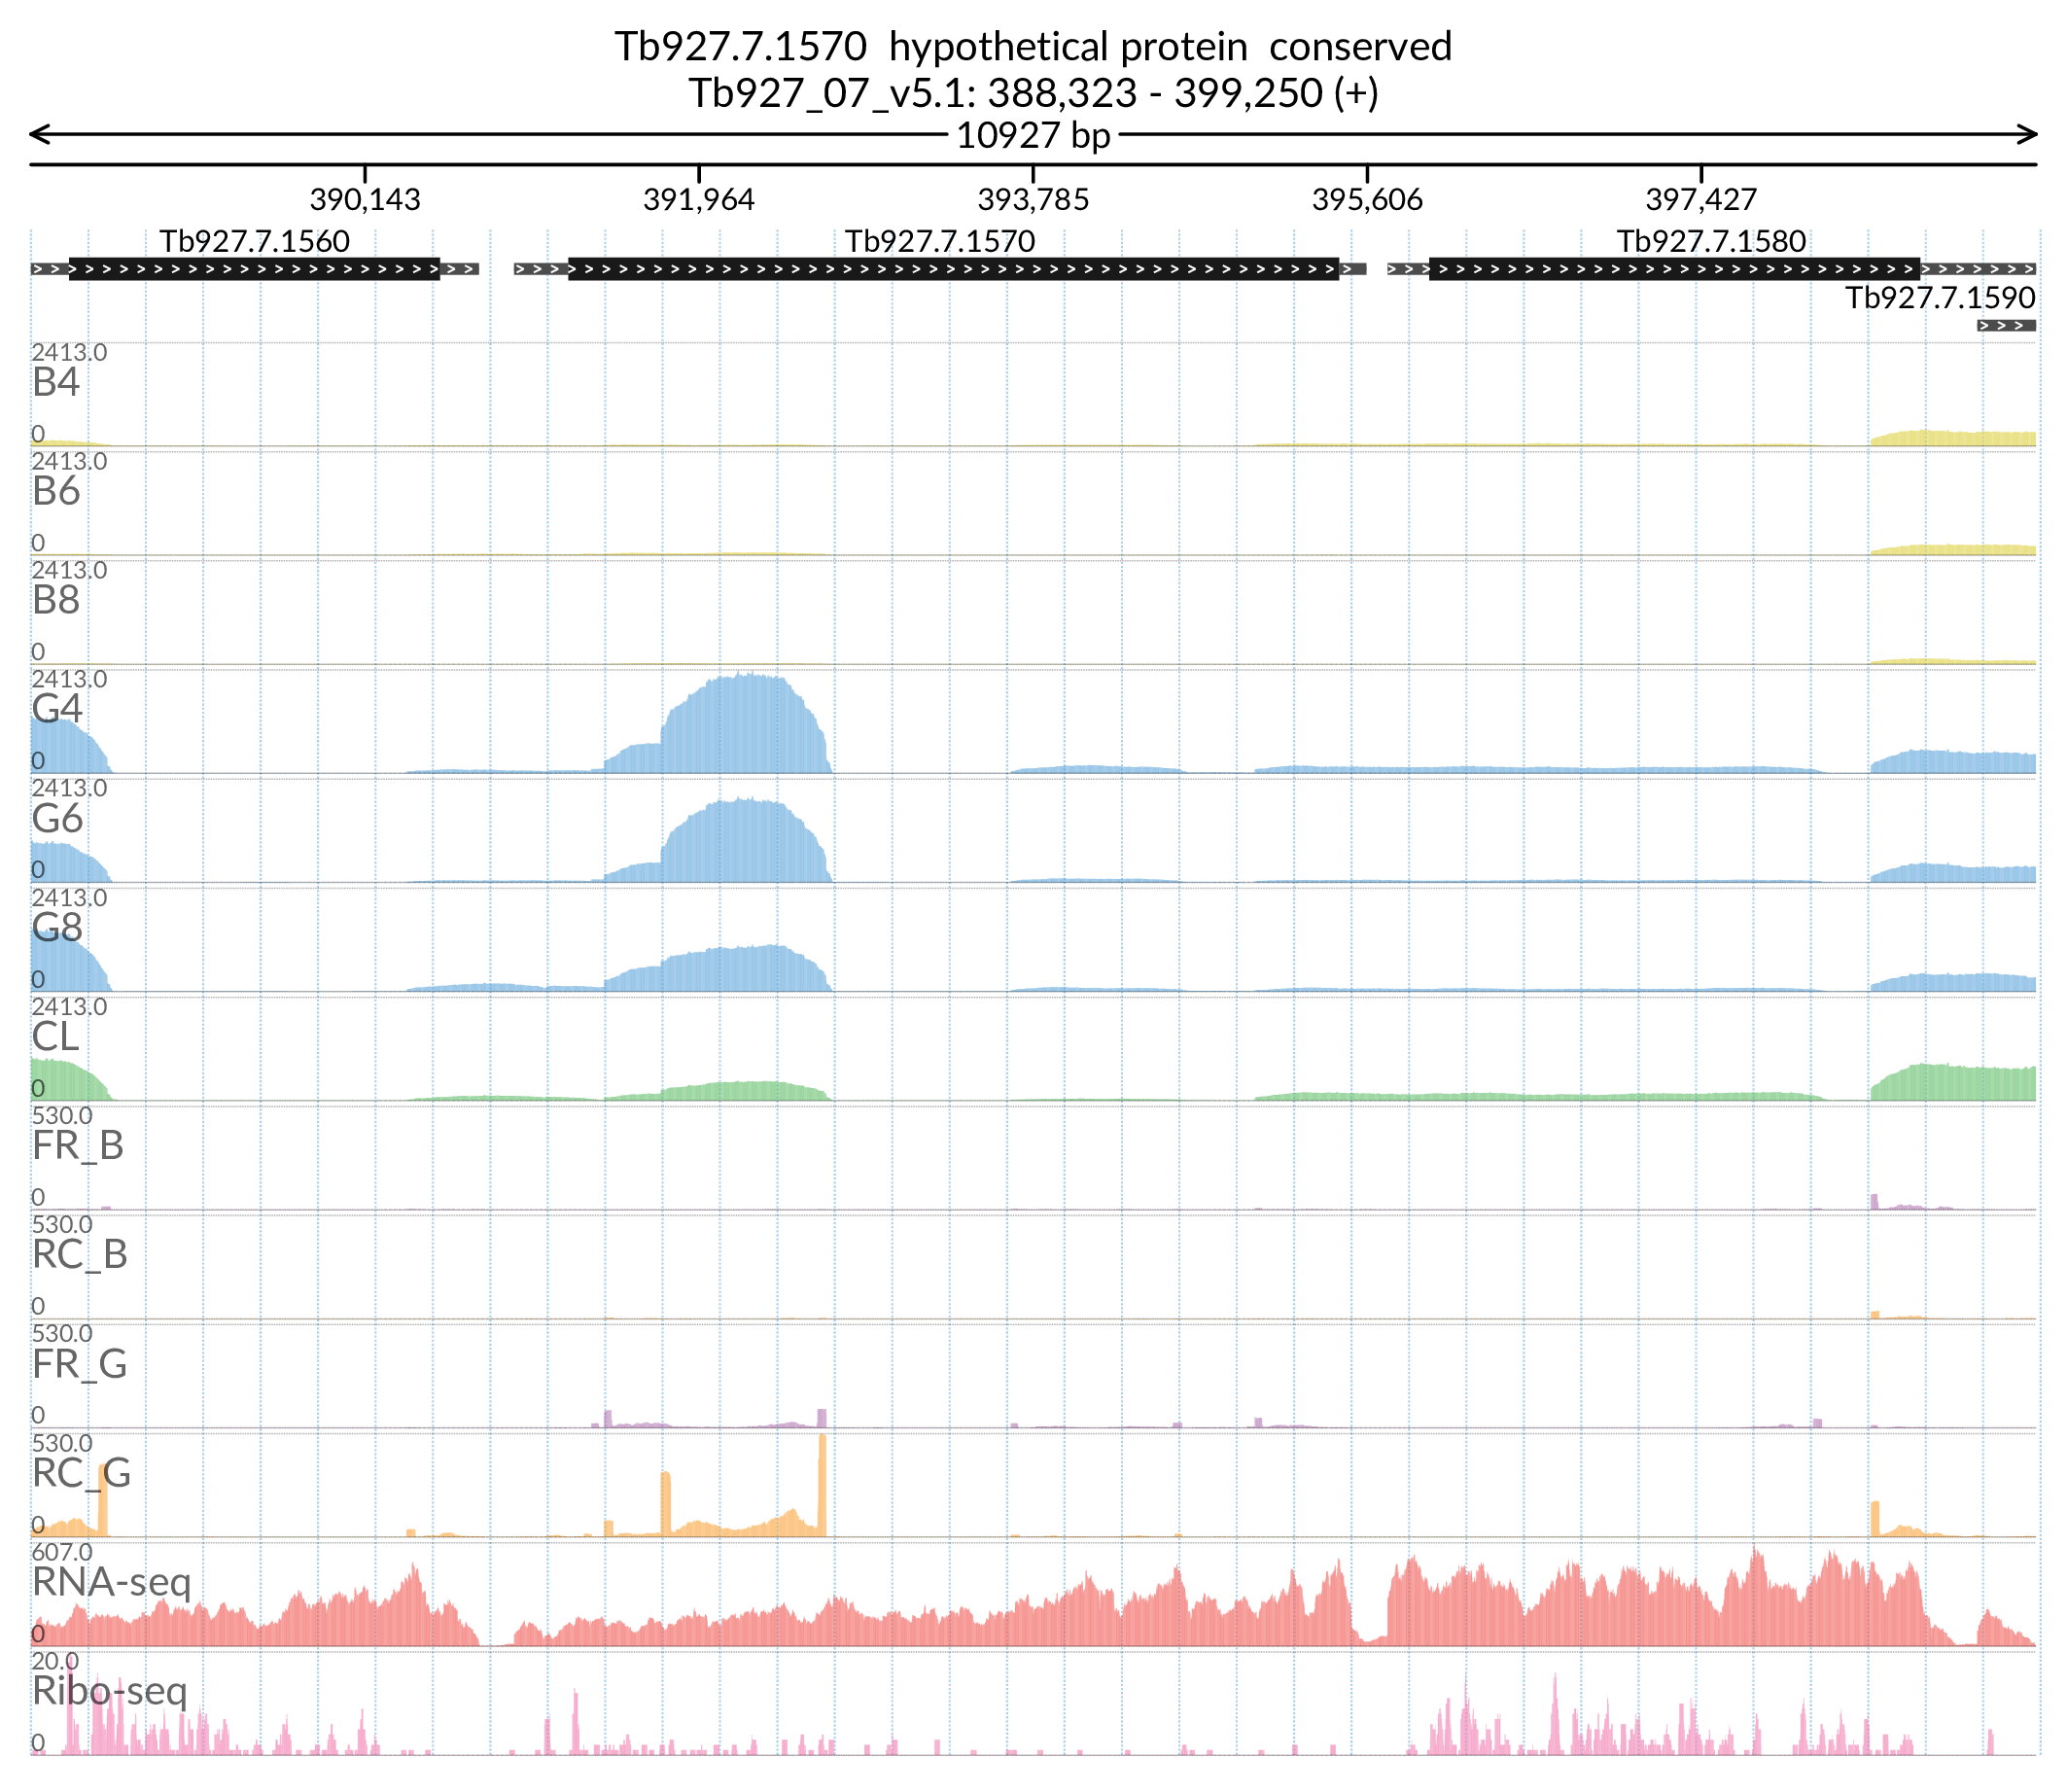 Tb927.7.1570  hypothetical protein  conserved
Tb927_07_v5.1: 388,323 - 399,250 (+)
10927 bp
390,143 391,964 393,785 395,606 397,427
Tb927.7.1560 Tb927.7.1570 Tb927.7.1580
Tb927.7.1590
2413.0
B4
0
2413.0
B6
0
2413.0
B8
0
2413.0
G4
0
2413.0
G6
0
2413.0
G8
0
2413.0
CL
0
530.0
FR_B
0
530.0
RC_B
0
530.0
FR_G
0
530.0
RC_G
0
607.0
RNA-seq
0
20.0
Ribo-seq
0